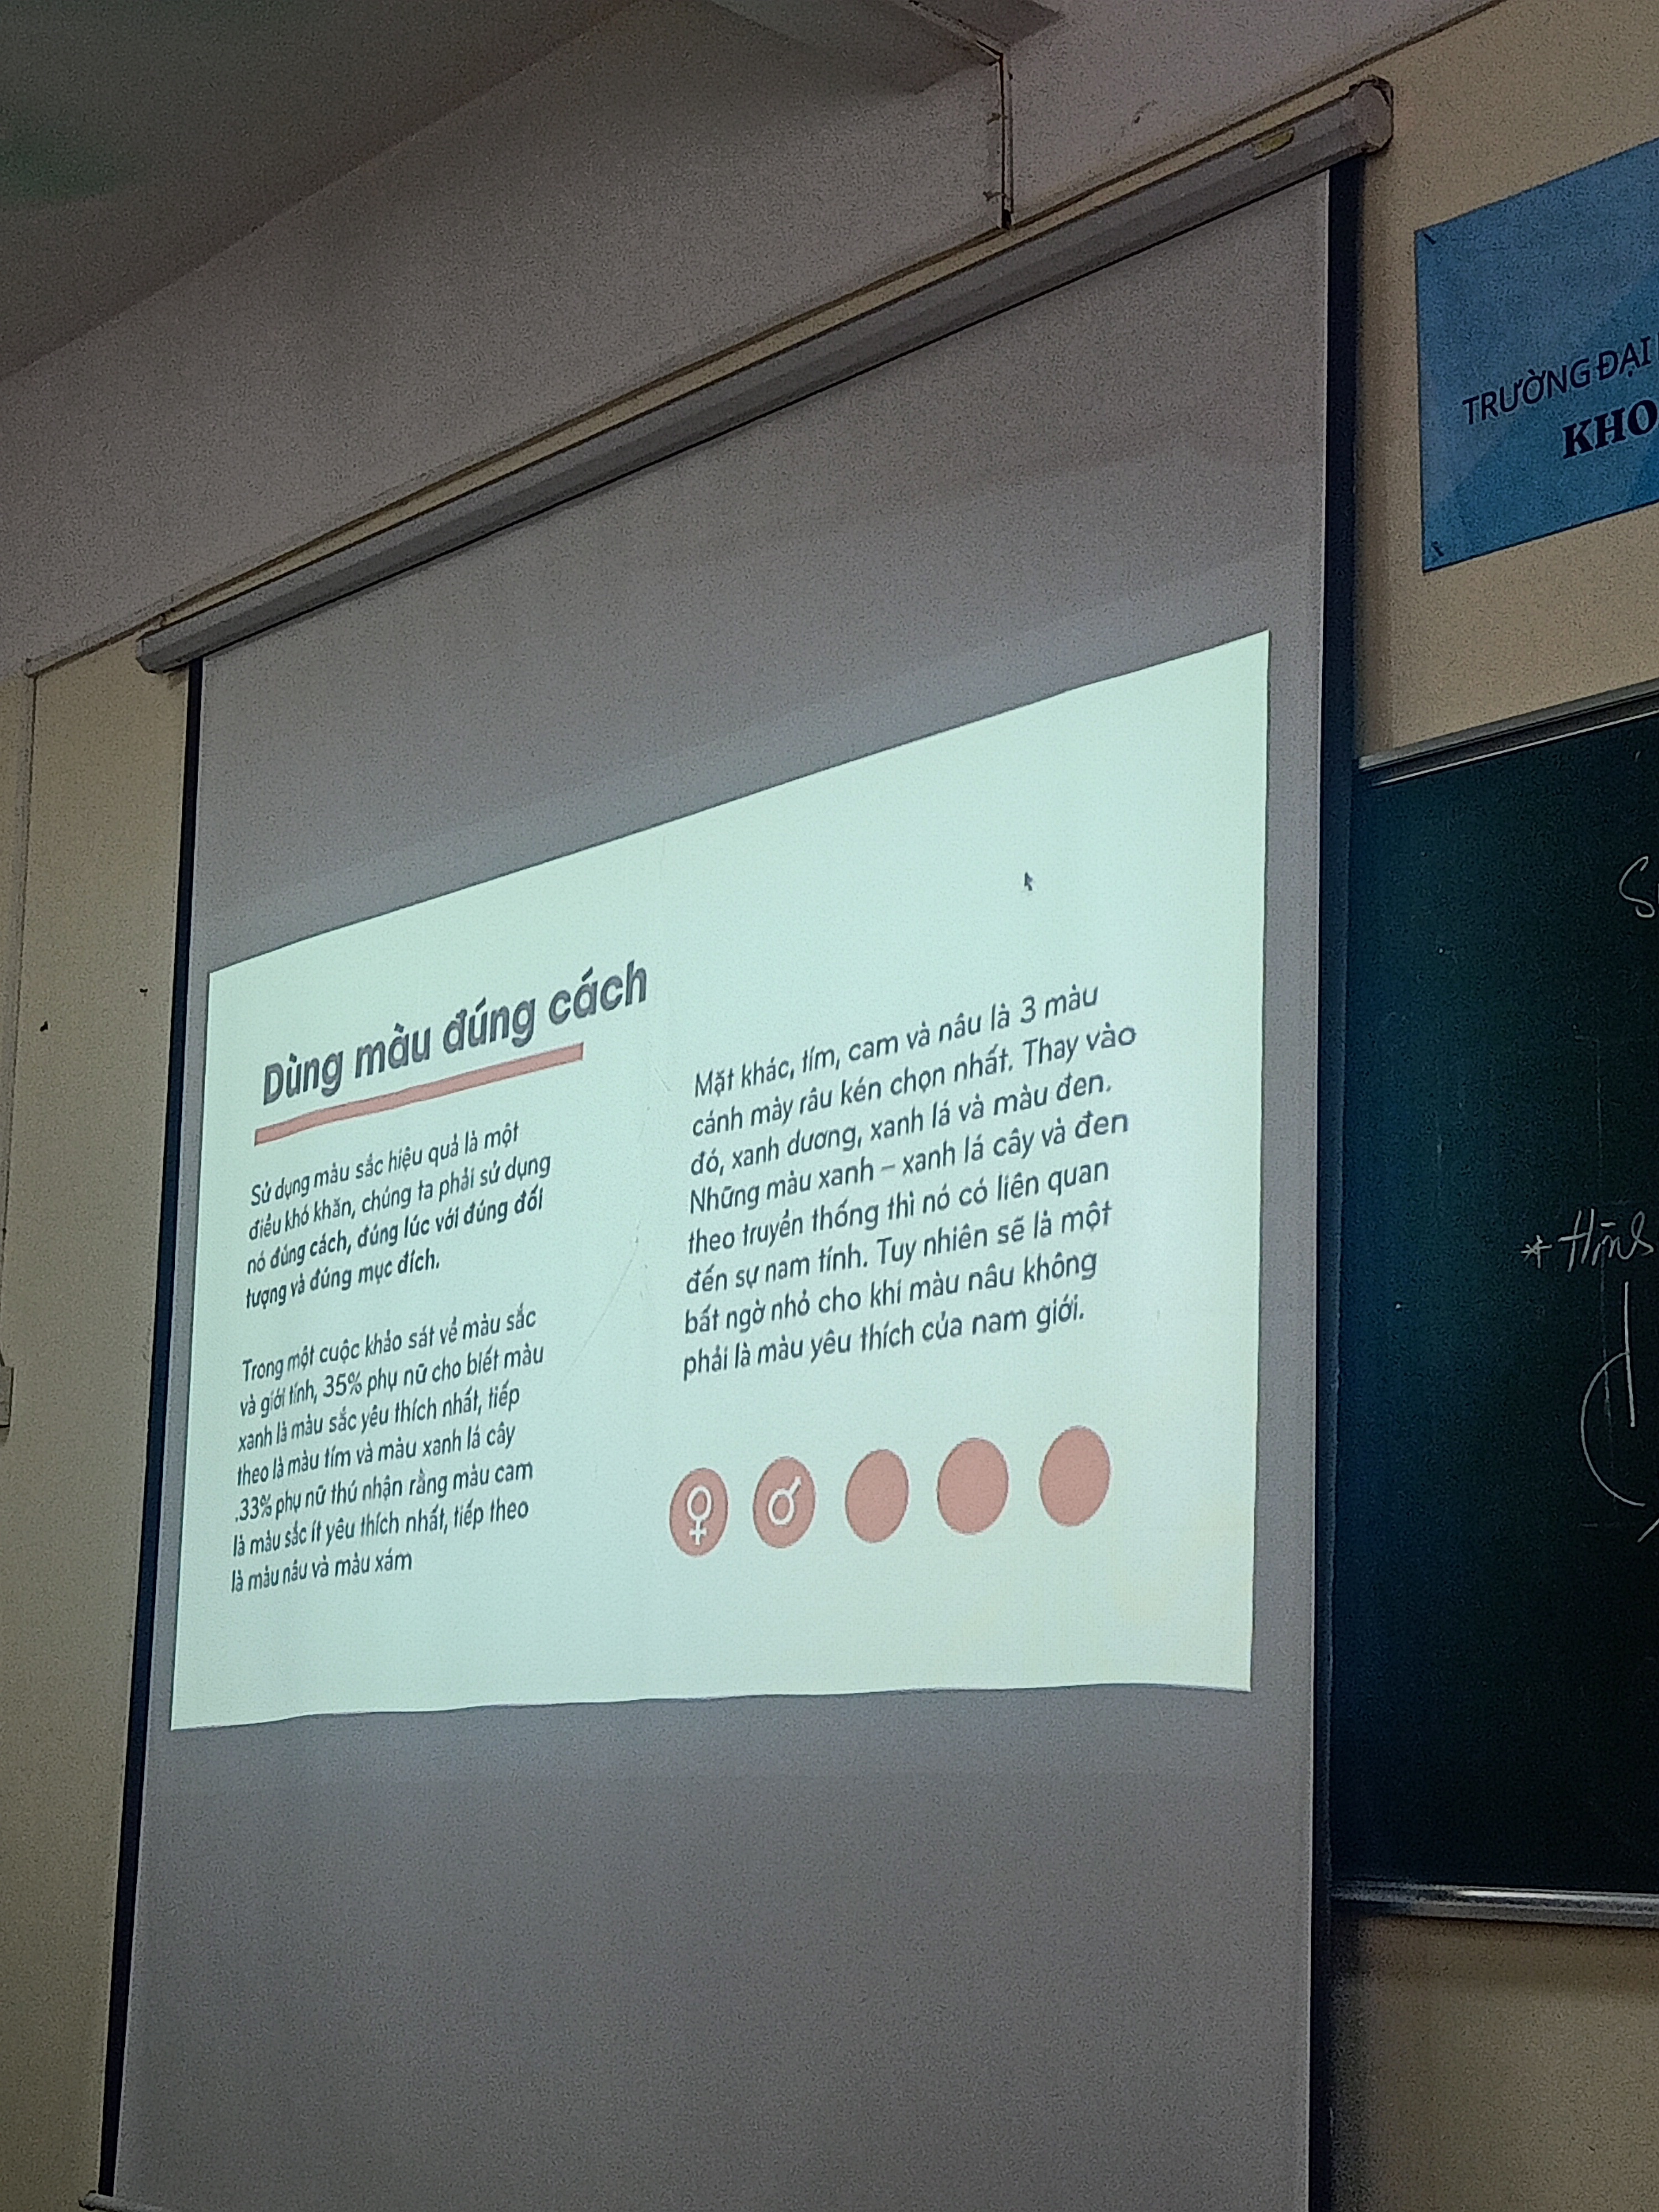 TRƯỜNG ĐẠI
KHO
Dùng màu đúng cách
Sử dụng màu sắc hiệu quả là một
điều khó khăn, chúng ta phải sử dụng
nó đúng cách, đúng lúc với đúng đối
tượng và đúng mục đích.
Trong một cuộc khảo sát về màu sắc
và giới tính, 35% phụ nữ cho biết màu
xanh là màu sắc yêu thích nhất, tiếp
theo là màu tím và màu xanh lá cây
.33% phụ nữ thú nhận rằng màu cam
là màu sắc ít yêu thích nhất, tiếp theo
là màu nâu và màu xám
Mặt khác, tím, cam và nâu là 3 màu
cánh mày râu kén chọn nhất. Thay vào
đó, xanh dương, xanh lá và màu đen.
Những màu xanh – xanh lá cây và đen
theo truyền thống thì nó có liên quan
đến sự nam tính. Tuy nhiên sẽ là một
bất ngờ nhỏ cho khi màu nâu không
phải là màu yêu thích của nam giới.